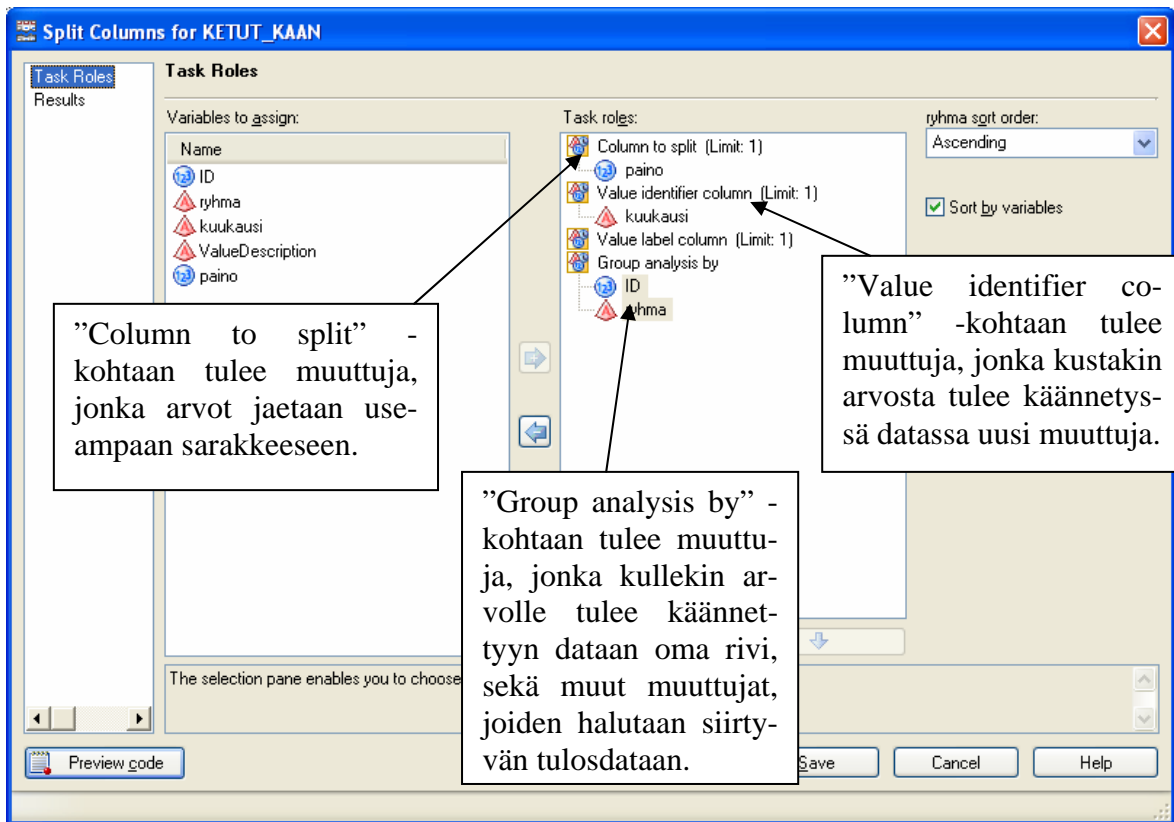 Split Columns for KETUT_KAAN
Task Roles
Results
Task Roles
Variables to assign:
Name
ID
ryhma
kuukausi
ValueDescription
paino
Task roles:
Column to split (Limit: 1)
paino
Value identifier column (Limit: 1)
kuukausi
Value label column (Limit: 1)
Group analysis by
ID
ryhma
ryhma sort order:
Ascending
Sort by variables
”Column to split” -
kohtaan tulee muuttuja,
jonka arvot jaetaan use-
ampaan sarakkeeseen.
”Value identifier co-
lumn” -kohtaan tulee
muuttuja, jonka kustakin
arvosta tulee käännetys-
sä datassa uusi muuttuja.
”Group analysis by” -
kohtaan tulee muuttu-
ja, jonka kullekin ar-
volle tulee käännet-
tyyn dataan oma rivi,
sekä muut muuttujat,
joiden halutaan siirty-
vän tulosdataan.
The selection pane enables you to choose
Preview code
Save
Cancel
Help